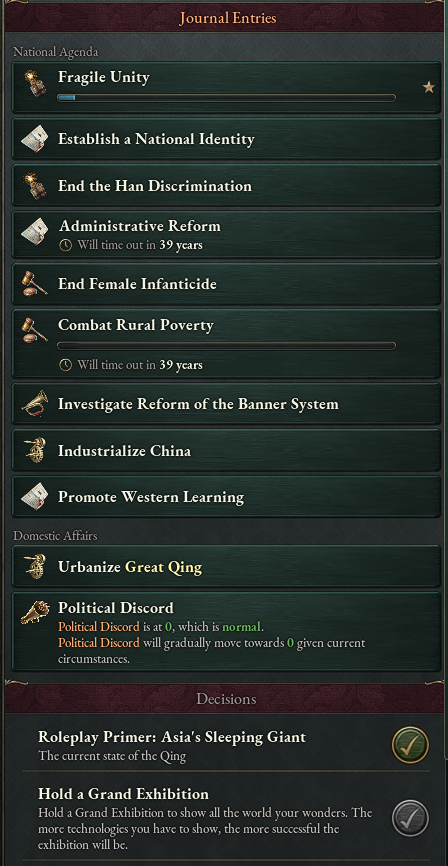 Journal Entries
National Agenda
Fragile Unity
Establish a National Identity
End the Han Discrimination
Administrative Reform
Will time out in 39 years
End Female Infanticide
Combat Rural Poverty
Will time out in 39 years
Investigate Reform of the Banner System
Industrialize China
Promote Western Learning
Domestic Affairs
Urbanize Great Qing
Political Discord
Political Discord is at 0, which is normal.
Political Discord will gradually move towards 0 given current
circumstances.
Decisions
Roleplay Primer: Asia's Sleeping Giant
The current state of the Qing
Hold a Grand Exhibition
Hold a Grand Exhibition to show all the world your wonders. The
more technologies you have to show, the more successful the
exhibition will be.